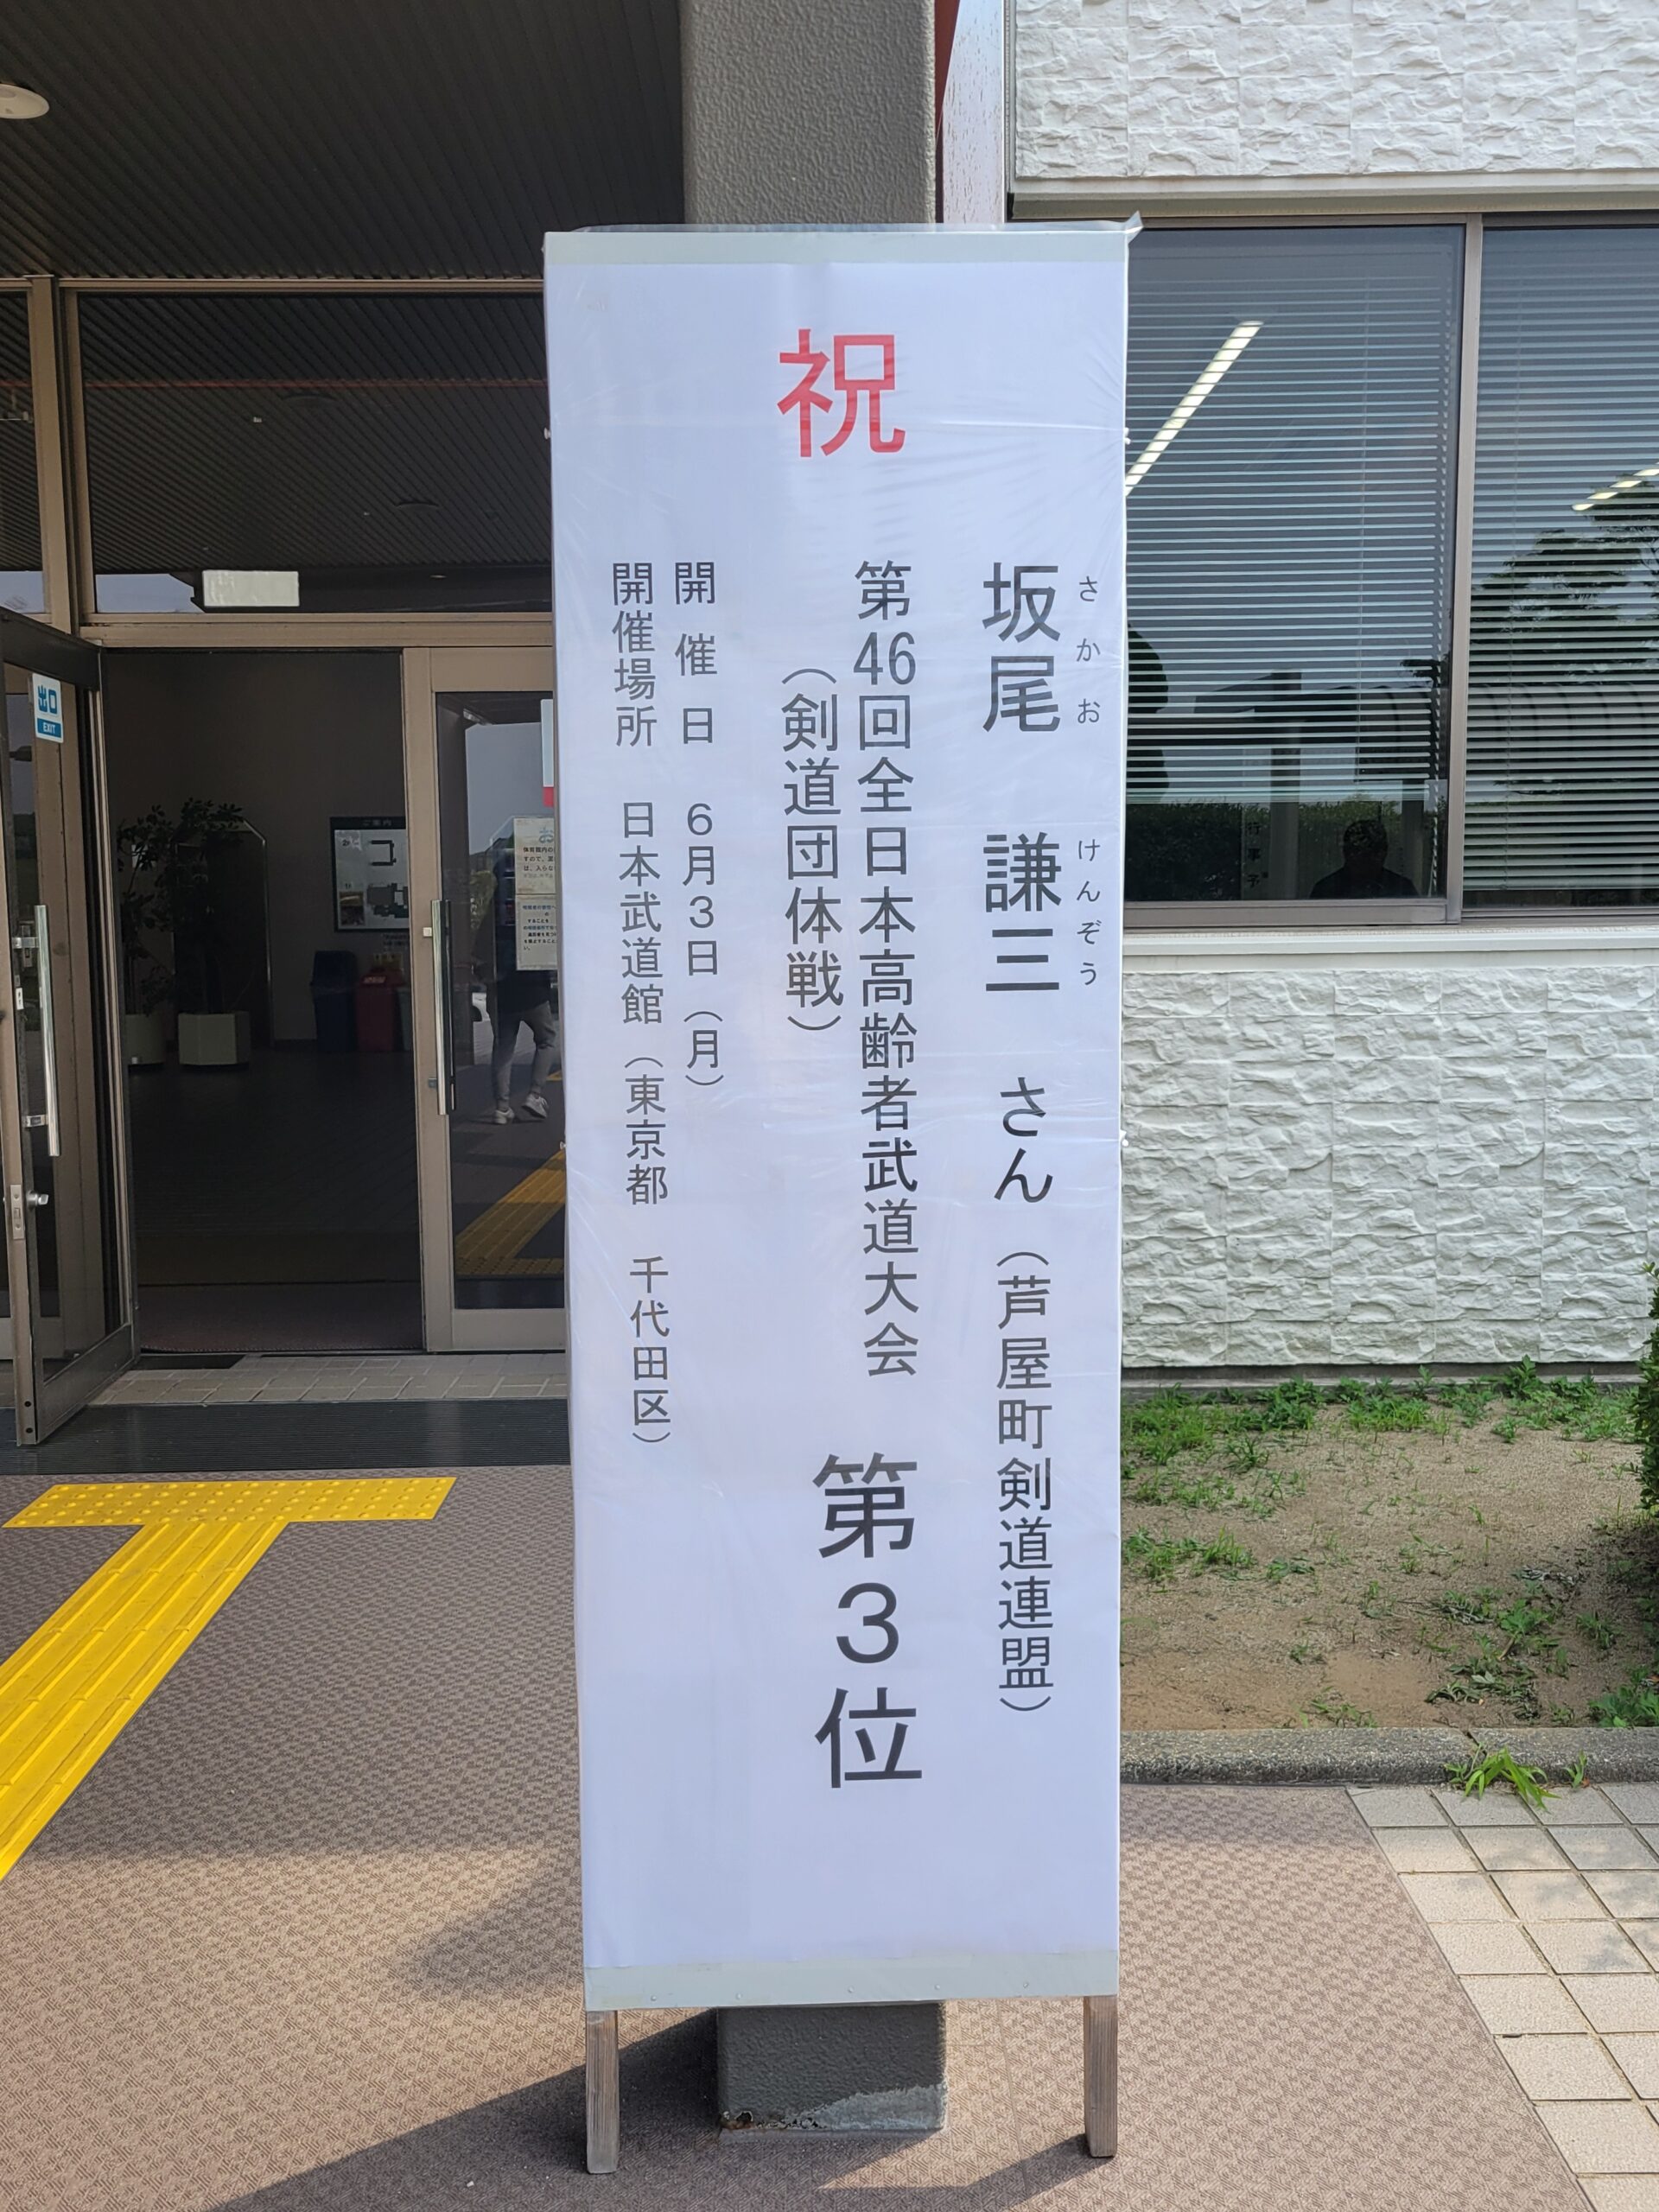 祝
さかお けんぞう
坂尾 謙三 さん（芦屋町剣道連盟）
第46回全日本高齢者武道大会
（剣道団体戦）
第3位
開催日 6月3日（月）
開催場所 日本武道館（東京都 千代田区）
出口
EXIT
ご案内